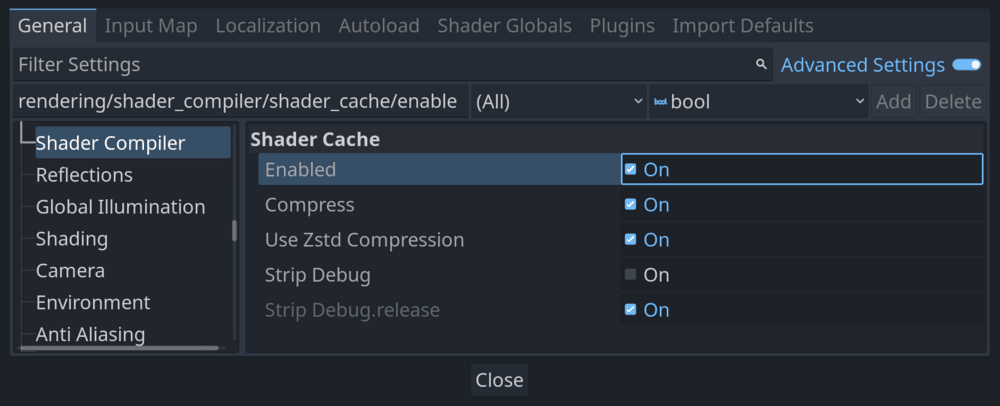 General Input Map Localization Autoload Shader Globals Plugins Import Defaults
Filter Settings Advanced Settings
rendering/shader_compiler/shader_cache/enable (All) bool bool Add Delete
Shader Compiler
Reflections
Global Illumination
Shading
Camera
Environment
Anti Aliasing
Shader Cache
Enabled On
Compress On
Use Zstd Compression On
Strip Debug On
Strip Debug.release On
Close